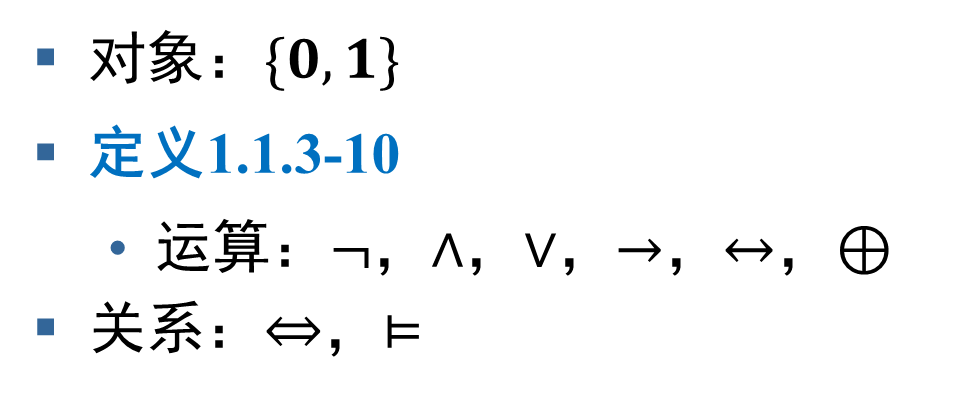 ▪ 对象：{0, 1}
▪ 定义1.1.3-10
• 运算：¬，∧，∨，→，↔，⊕
▪ 关系：⇔，⊨